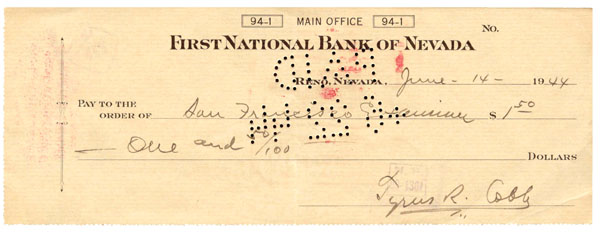 94-1 MAIN OFFICE 94-1
No.
FIRST NATIONAL BANK OF NEVADA
RENO, NEVADA, June - 14 - 1944
PAY TO THE
ORDER OF San Francisco Examiner $ 1.50
One and 50/100 DOLLARS
Tyrus R. Cobb